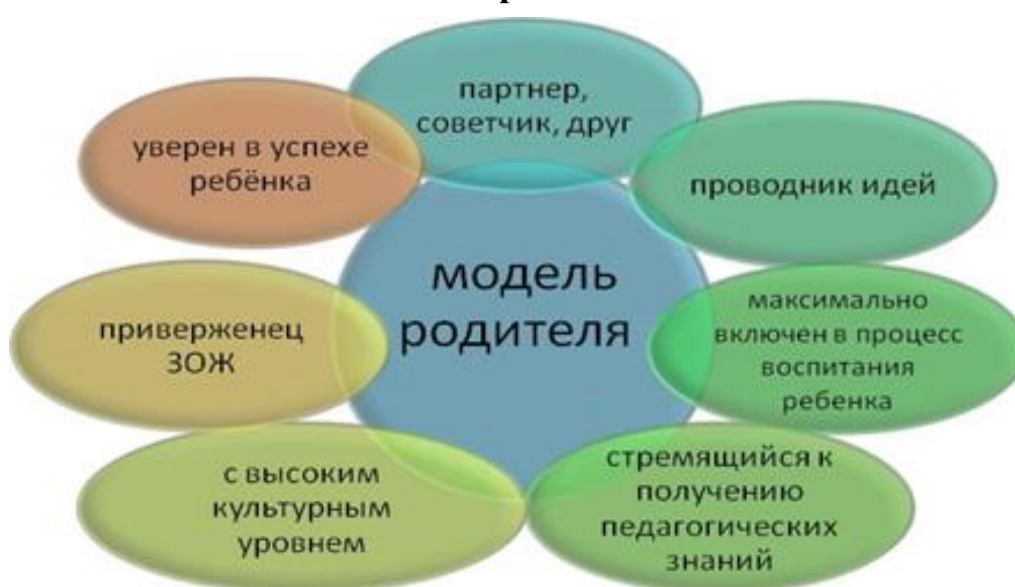 партнер,
советчик, друг
проводник идей
максимально
включен в процесс
воспитания
ребенка
стремящийся к
получению
педагогических
знаний
с высоким
культурным
уровнем
приверженец
ЗОЖ
уверен в успехе
ребёнка
модель
родителя